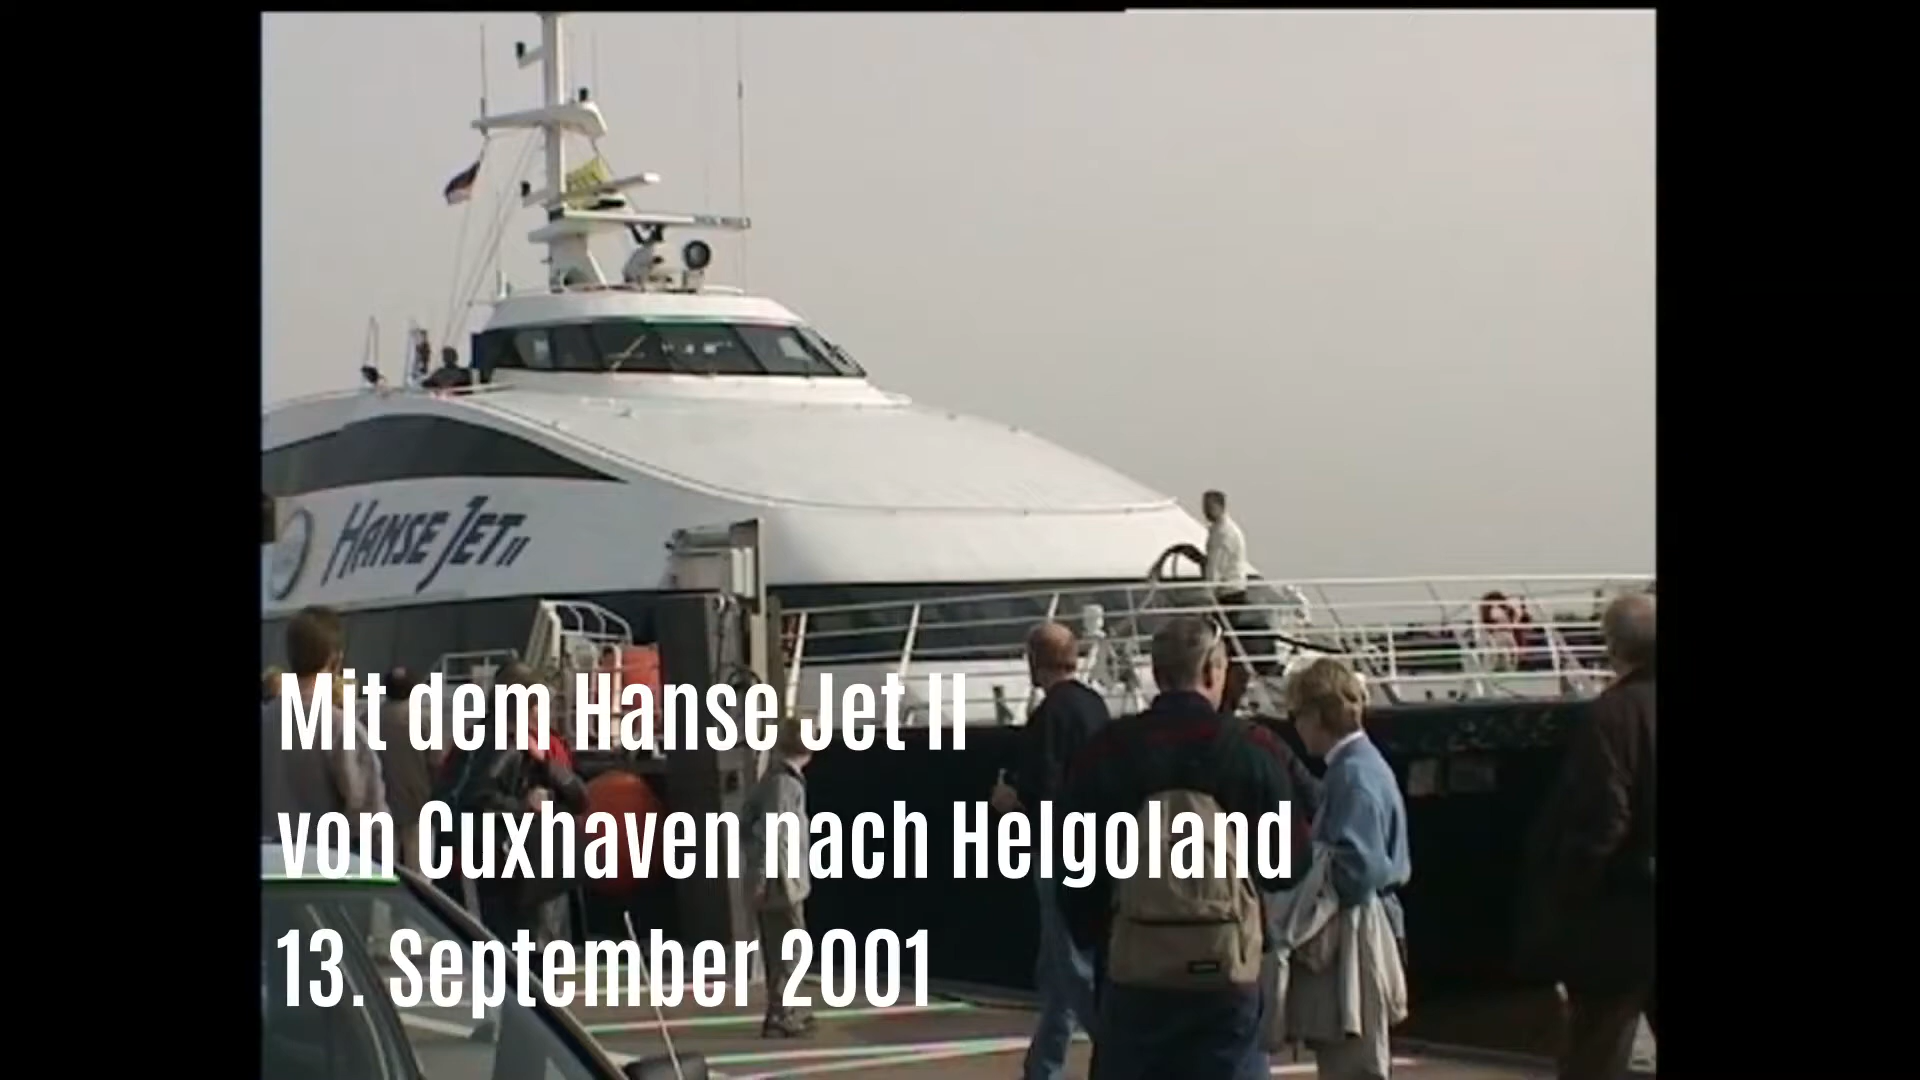 HANSE JET II
Mit dem Hanse Jet II
von Cuxhaven nach Helgoland
13. September 2001